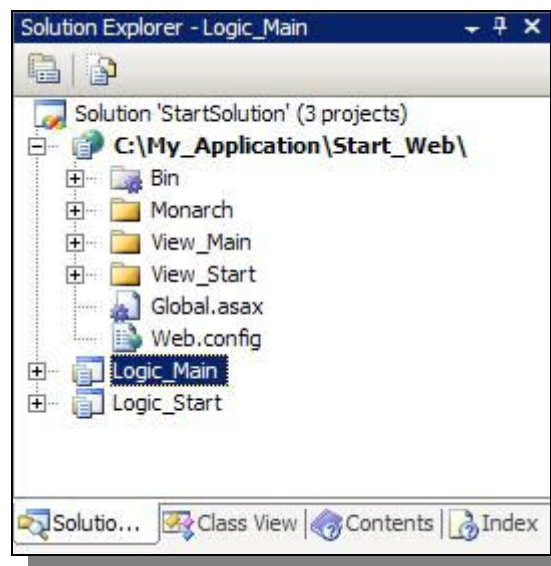 Solution Explorer - Logic_Main
Solution 'StartSolution' (3 projects)
C:\My_Application\Start_Web\
Bin
Monarch
View_Main
View_Start
Global.asax
Web.config
Logic_Main
Logic_Start
Solutio... Class View Contents Index